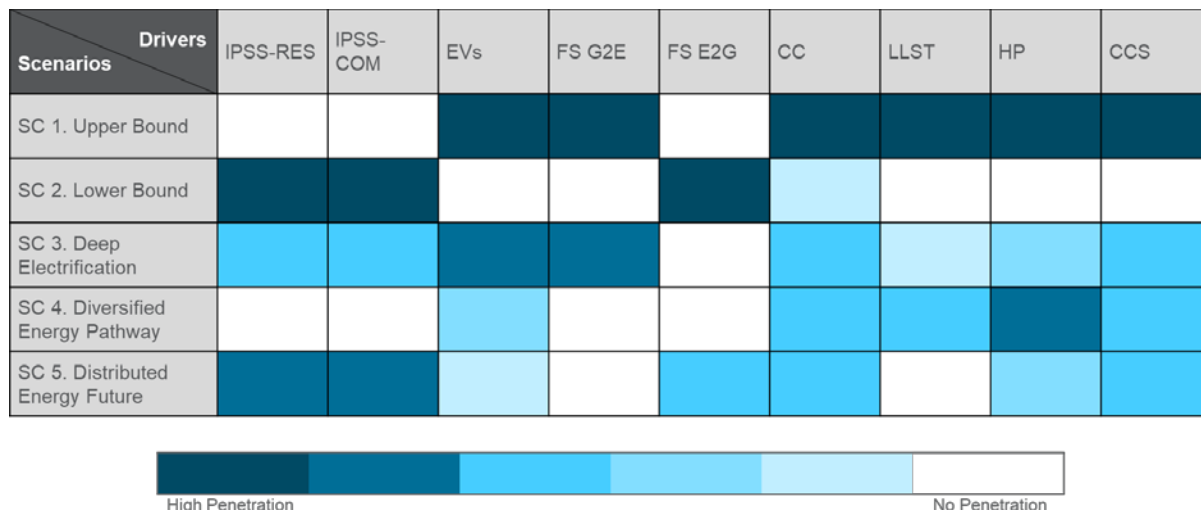 Drivers
Scenarios
IPSS-RES
IPSS-
COM
EVs
FS G2E
FS E2G
CC
LLST
HP
CCS
SC 1. Upper Bound
SC 2. Lower Bound
SC 3. Deep
Electrification
SC 4. Diversified
Energy Pathway
SC 5. Distributed
Energy Future
High Penetration
No Penetration